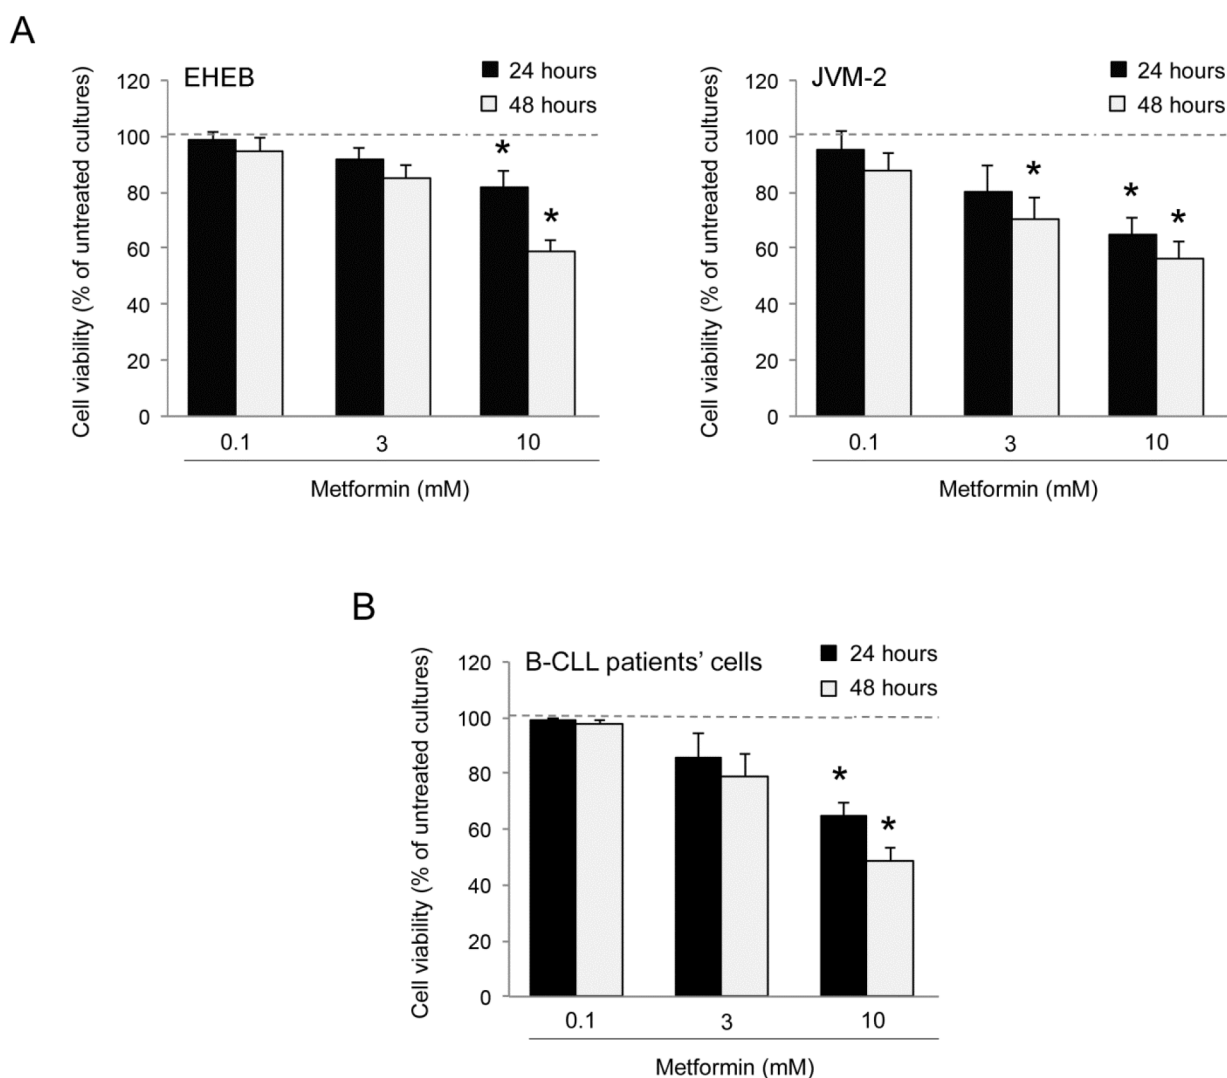 A
EHEB
24 hours
48 hours
Cell viability (% of untreated cultures)
120
100
80
60
40
20
0
*
*
0.1 3 10
Metformin (mM)
JVM-2
24 hours
48 hours
Cell viability (% of untreated cultures)
120
100
80
60
40
20
0
*
*
*
0.1 3 10
Metformin (mM)
B
B-CLL patients’ cells
24 hours
48 hours
Cell viability (% of untreated cultures)
120
100
80
60
40
20
0
*
*
0.1 3 10
Metformin (mM)